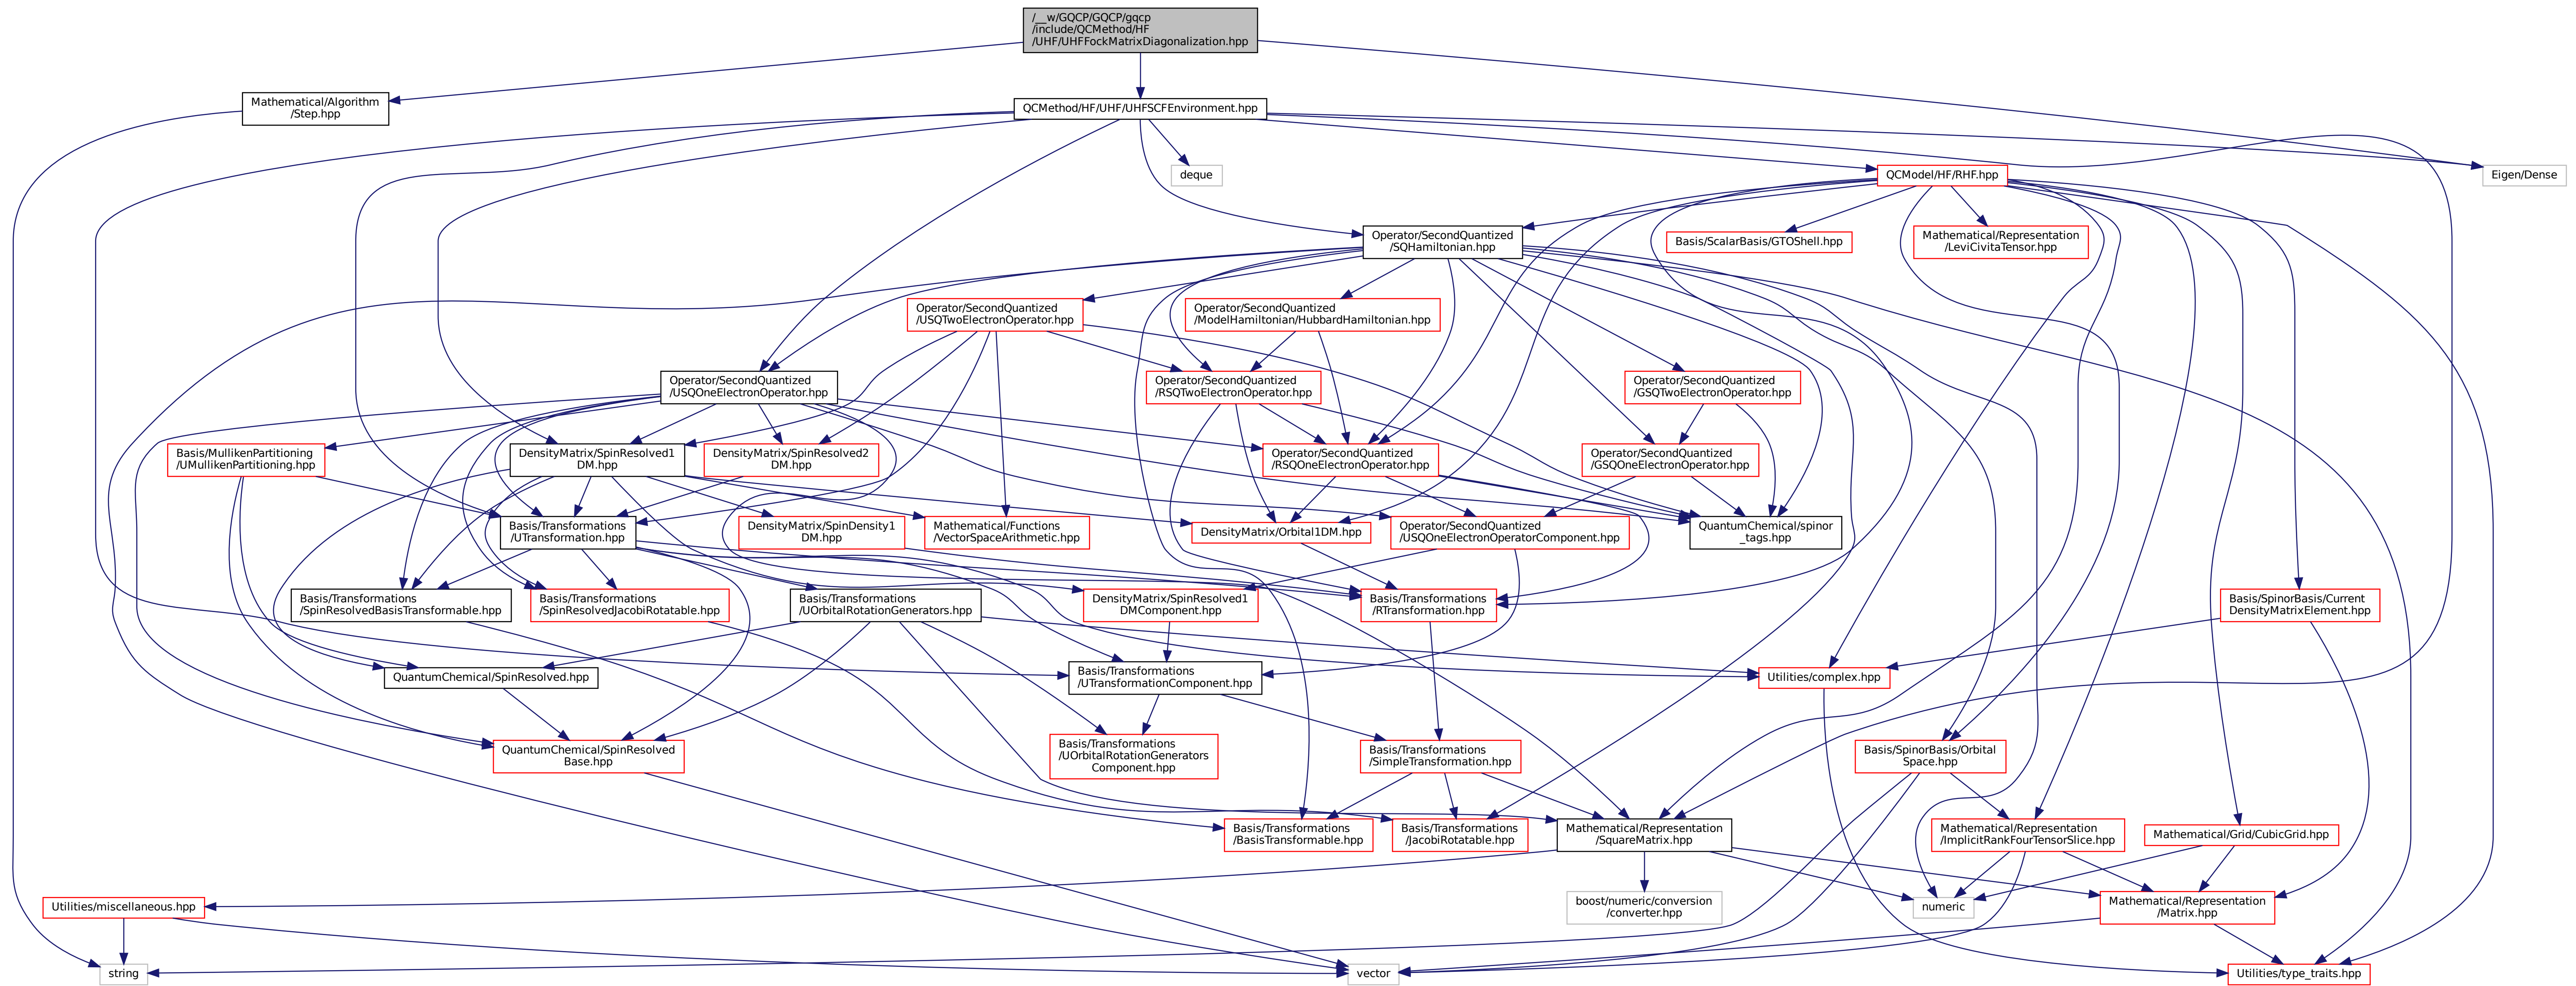 /__w/GQCP/GQCP/gqcp
/include/QCMethod/HF
/UHF/UHFFockMatrixDiagonalization.hpp
Mathematical/Algorithm
/Step.hpp
QCMethod/HF/UHF/UHFSCFEnvironment.hpp
deque
QCModel/HF/RHF.hpp
Eigen/Dense
Operator/SecondQuantized
/SQHamiltonian.hpp
Basis/ScalarBasis/GTOShell.hpp
Mathematical/Representation
/LeviCivitaTensor.hpp
Operator/SecondQuantized
/USQTwoElectronOperator.hpp
Operator/SecondQuantized
/ModelHamiltonian/HubbardHamiltonian.hpp
Operator/SecondQuantized
/USQOneElectronOperator.hpp
Operator/SecondQuantized
/RSQTwoElectronOperator.hpp
Operator/SecondQuantized
/GSQTwoElectronOperator.hpp
Basis/MullikenPartitioning
/UMullikenPartitioning.hpp
DensityMatrix/SpinResolved1
DM.hpp
DensityMatrix/SpinResolved2
DM.hpp
Operator/SecondQuantized
/RSQOneElectronOperator.hpp
Operator/SecondQuantized
/GSQOneElectronOperator.hpp
Basis/Transformations
/UTransformation.hpp
DensityMatrix/SpinDensity1
DM.hpp
Mathematical/Functions
/VectorSpaceArithmetic.hpp
DensityMatrix/Orbital1DM.hpp
Operator/SecondQuantized
/USQOneElectronOperatorComponent.hpp
QuantumChemical/spinor
_tags.hpp
Basis/Transformations
/SpinResolvedBasisTransformable.hpp
Basis/Transformations
/SpinResolvedJacobiRotatable.hpp
Basis/Transformations
/UOrbitalRotationGenerators.hpp
DensityMatrix/SpinResolved1
DMComponent.hpp
Basis/Transformations
/RTransformation.hpp
Basis/SpinorBasis/Current
DensityMatrixElement.hpp
QuantumChemical/SpinResolved.hpp
Basis/Transformations
/UTransformationComponent.hpp
Utilities/complex.hpp
QuantumChemical/SpinResolved
Base.hpp
Basis/Transformations
/UOrbitalRotationGenerators
Component.hpp
Basis/Transformations
/SimpleTransformation.hpp
Basis/SpinorBasis/Orbital
Space.hpp
Basis/Transformations
/BasisTransformable.hpp
Basis/Transformations
/JacobiRotatable.hpp
Mathematical/Representation
/SquareMatrix.hpp
Mathematical/Representation
/ImplicitRankFourTensorSlice.hpp
Mathematical/Grid/CubicGrid.hpp
Utilities/miscellaneous.hpp
boost/numeric/conversion
/converter.hpp
numeric
Mathematical/Representation
/Matrix.hpp
string
vector
Utilities/type_traits.hpp